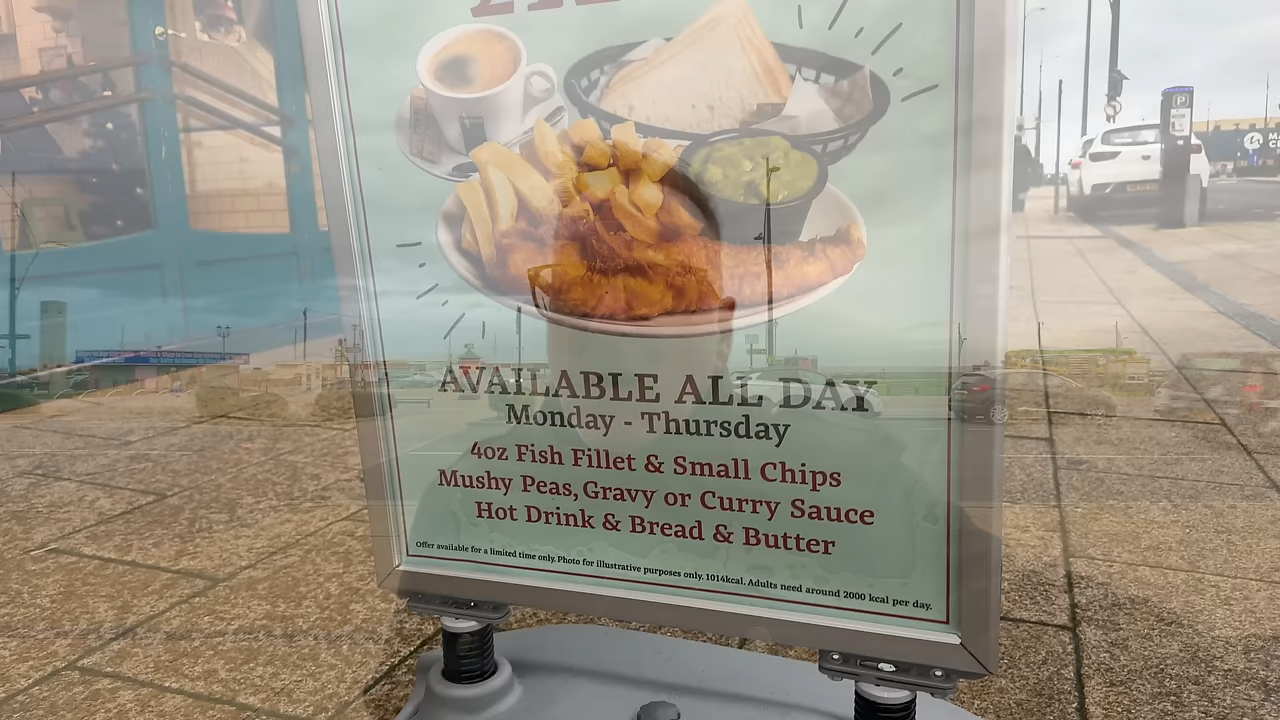 AVAILABLE ALL DAY
Monday - Thursday
4oz Fish Fillet & Small Chips
Mushy Peas, Gravy or Curry Sauce
Hot Drink & Bread & Butter
Offer available for a limited time only. Photo for illustrative purposes only. 1014kcal. Adults need around 2000 kcal per day.
P